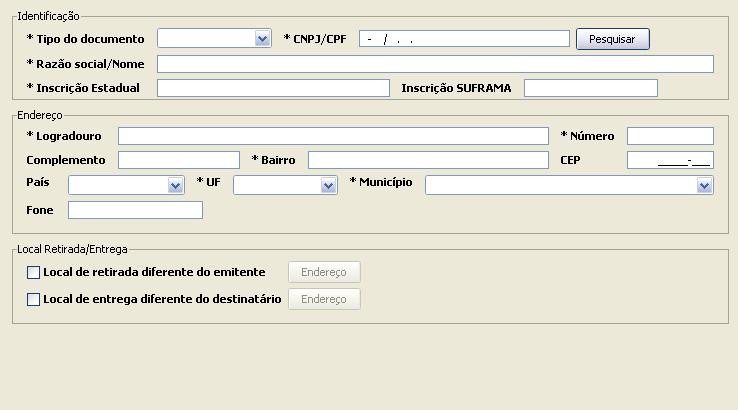 Identificação
* Tipo do documento * CNPJ/CPF - / . . Pesquisar
* Razão social/Nome
* Inscrição Estadual Inscrição SUFRAMA
Endereço
* Logradouro * Número
Complemento * Bairro CEP _____-___
País * UF * Município
Fone
Local Retirada/Entrega
Local de retirada diferente do emitente Endereço
Local de entrega diferente do destinatário Endereço